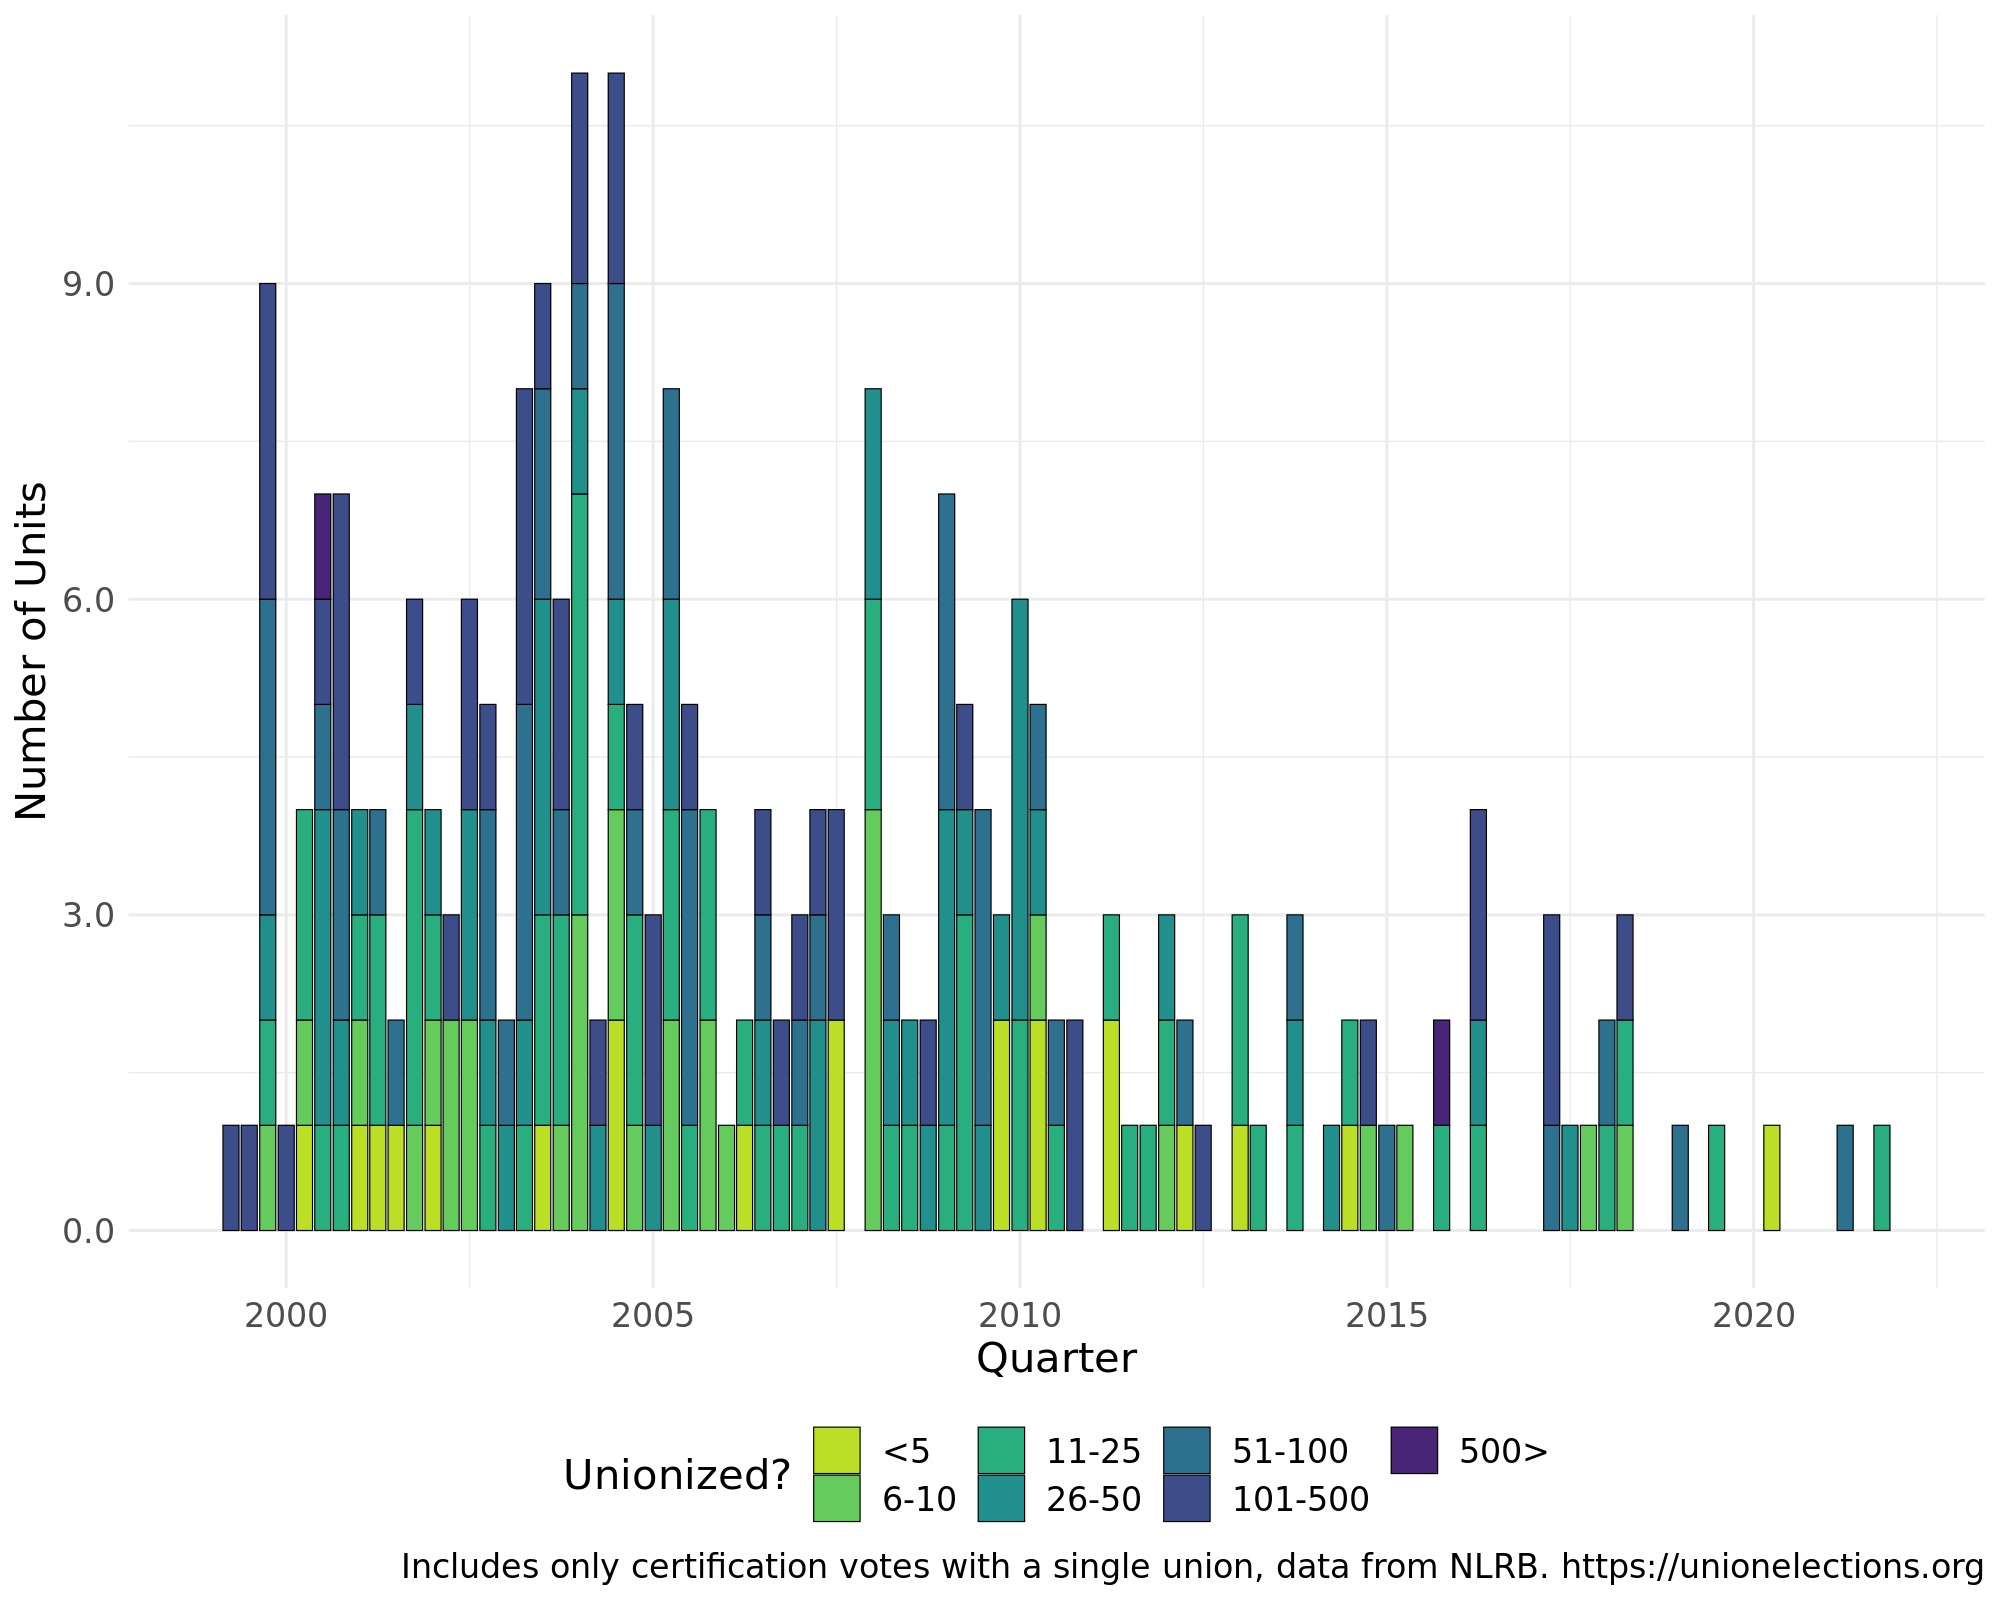 Number of Units
9.0
6.0
3.0
0.0
2000 2005 2010 2015 2020
Quarter
Unionized?
<5 11-25 51-100 500>
6-10 26-50 101-500
Includes only certification votes with a single union, data from NLRB. https://unionelections.org